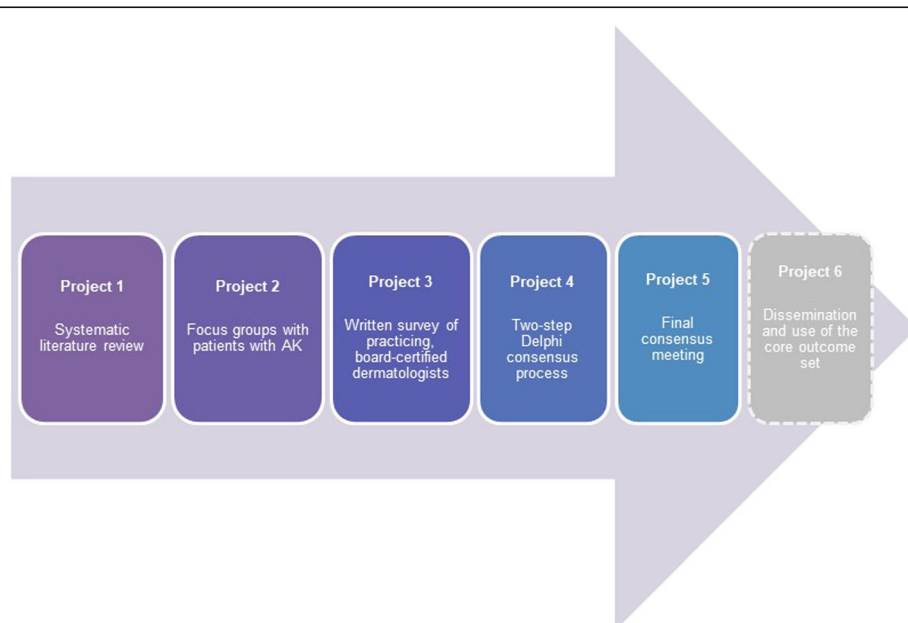 Project 1
Systematic
literature review
Project 2
Focus groups with
patients with AK
Project 3
Written survey of
practicing,
board-certified
dermatologists
Project 4
Two-step
Delphi
consensus
process
Project 5
Final
consensus
meeting
Project 6
Dissemination
and use of the
core outcome
set